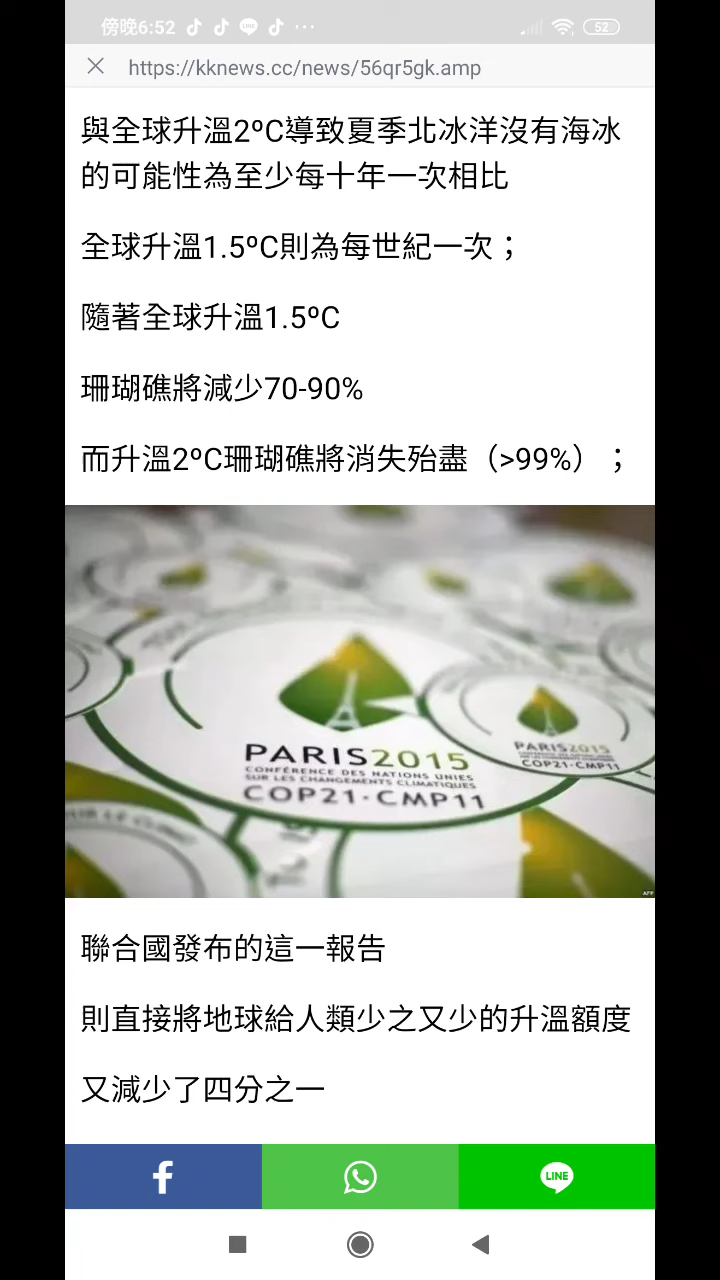 傍晚6:52
LINE
52
https://kknews.cc/news/56qr5gk.amp
與全球升溫2ºC導致夏季北冰洋沒有海冰
的可能性為至少每十年一次相比
全球升溫1.5ºC則為每世紀一次；
隨著全球升溫1.5ºC
珊瑚礁將減少70-90%
而升溫2ºC珊瑚礁將消失殆盡（>99%）；
PARIS2015
CONFÉRENCE DES NATIONS UNIES
SUR LES CHANGEMENTS CLIMATIQUES
COP21·CMP11
PARIS2015
COP21·CMP11
AFP
聯合國發布的這一報告
則直接將地球給人類少之又少的升溫額度
又減少了四分之一
LINE